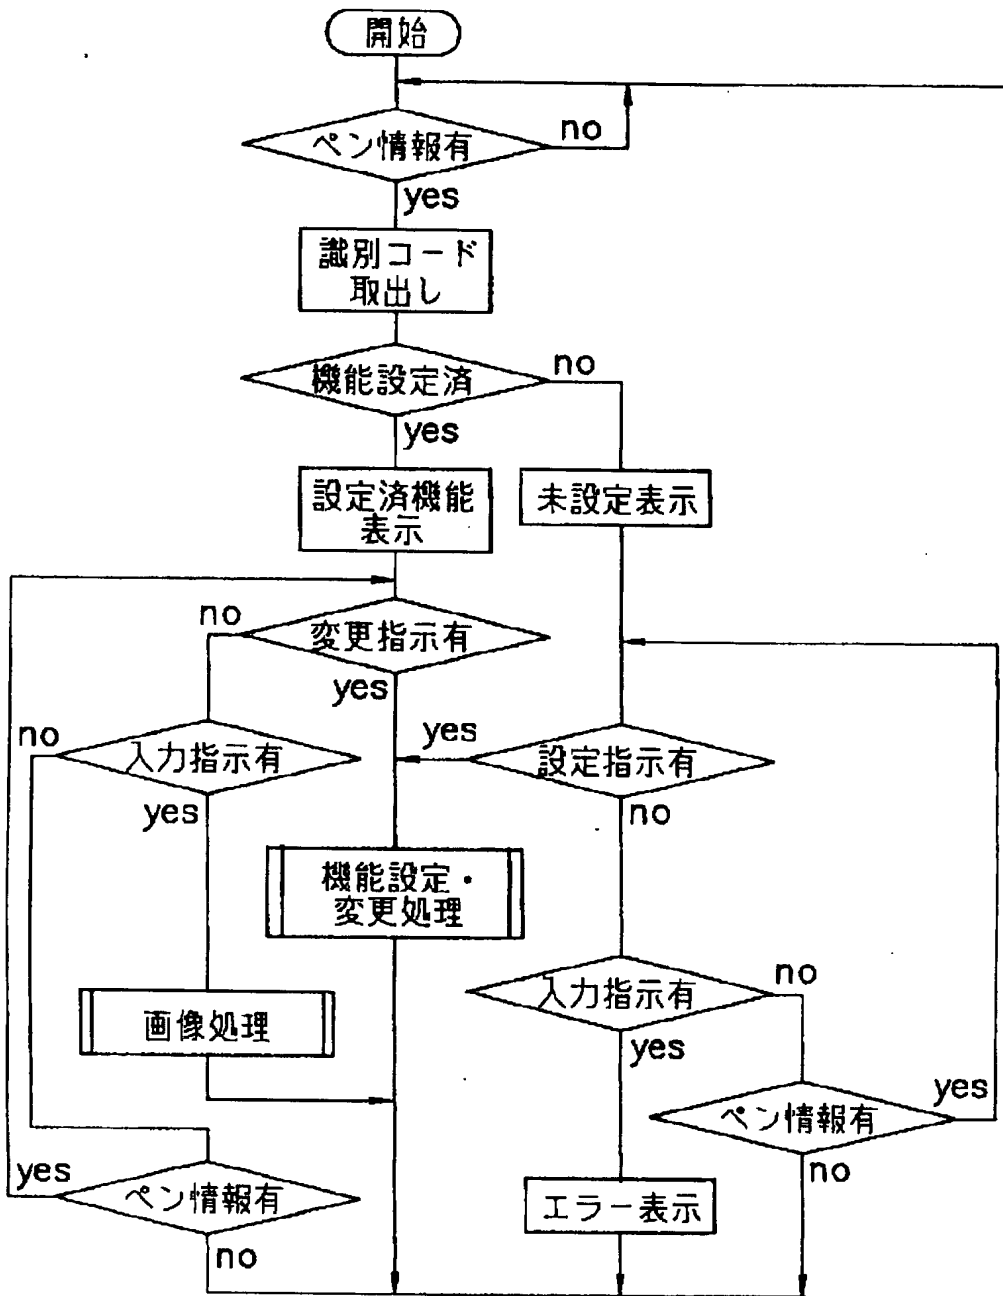 開始
ペン情報有
no
yes
識別コード
取出し
機能設定済
no
yes
設定済機能
表示
未設定表示
no
変更指示有
yes
no
入力指示有
yes
yes
設定指示有
no
機能設定・
変更処理
入力指示有
no
yes
画像処理
ペン情報有
yes
no
yes
ペン情報有
no
エラー表示